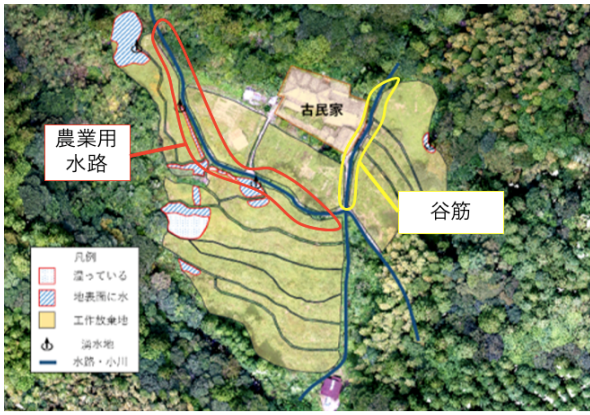 古民家
農業用
水路
谷筋
凡例
湿っている
地表面に水
工作放棄地
湧水地
水路・小川